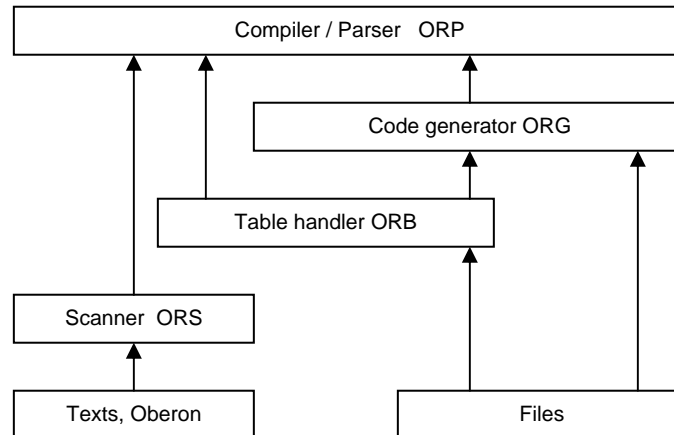 Compiler / Parser ORP
Code generator ORG
Table handler ORB
Scanner ORS
Texts, Oberon
Files